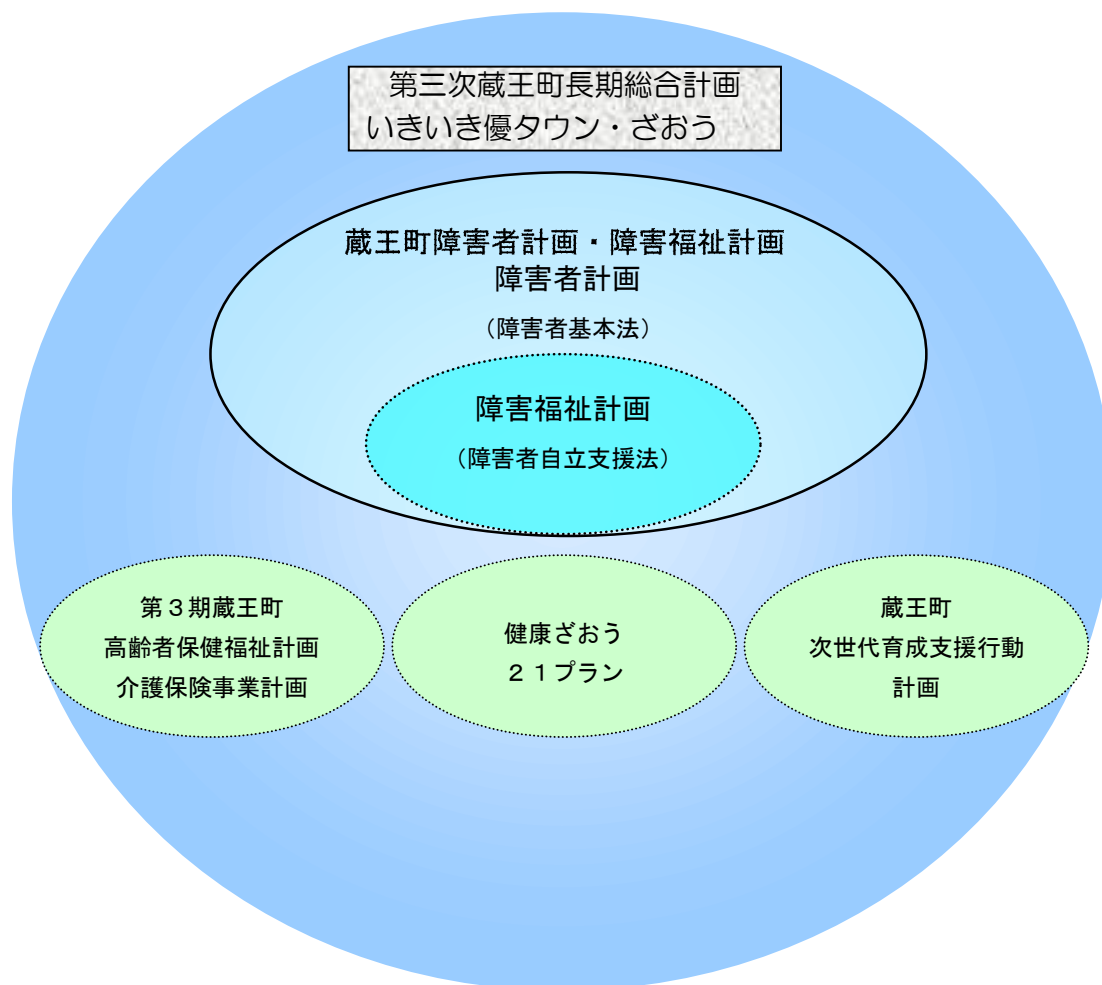 第三次蔵王町長期総合計画
いきいき優タウン・ざおう
蔵王町障害者計画・障害福祉計画
障害者計画
（障害者基本法）
障害福祉計画
（障害者自立支援法）
第３期蔵王町
高齢者保健福祉計画
介護保険事業計画
健康ざおう
２１プラン
蔵王町
次世代育成支援行動
計画